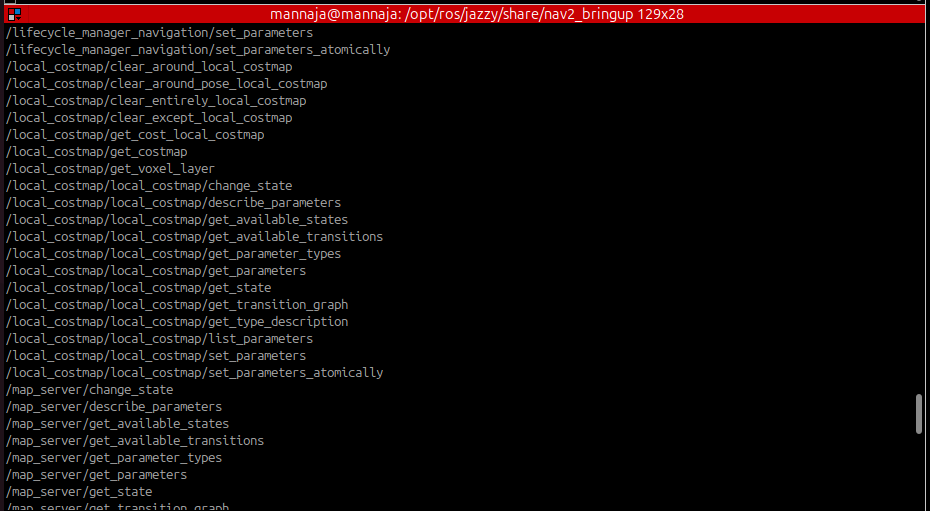 mannaja@mannaja: /opt/ros/jazzy/share/nav2_bringup 129x28
/lifecycle_manager_navigation/set_parameters
/lifecycle_manager_navigation/set_parameters_atomically
/local_costmap/clear_around_local_costmap
/local_costmap/clear_around_pose_local_costmap
/local_costmap/clear_entirely_local_costmap
/local_costmap/clear_except_local_costmap
/local_costmap/get_cost_local_costmap
/local_costmap/get_costmap
/local_costmap/get_voxel_layer
/local_costmap/local_costmap/change_state
/local_costmap/local_costmap/describe_parameters
/local_costmap/local_costmap/get_available_states
/local_costmap/local_costmap/get_available_transitions
/local_costmap/local_costmap/get_parameter_types
/local_costmap/local_costmap/get_parameters
/local_costmap/local_costmap/get_state
/local_costmap/local_costmap/get_transition_graph
/local_costmap/local_costmap/get_type_description
/local_costmap/local_costmap/list_parameters
/local_costmap/local_costmap/set_parameters
/local_costmap/local_costmap/set_parameters_atomically
/map_server/change_state
/map_server/describe_parameters
/map_server/get_available_states
/map_server/get_available_transitions
/map_server/get_parameter_types
/map_server/get_parameters
/map_server/get_state
/map_server/get_transition_graph